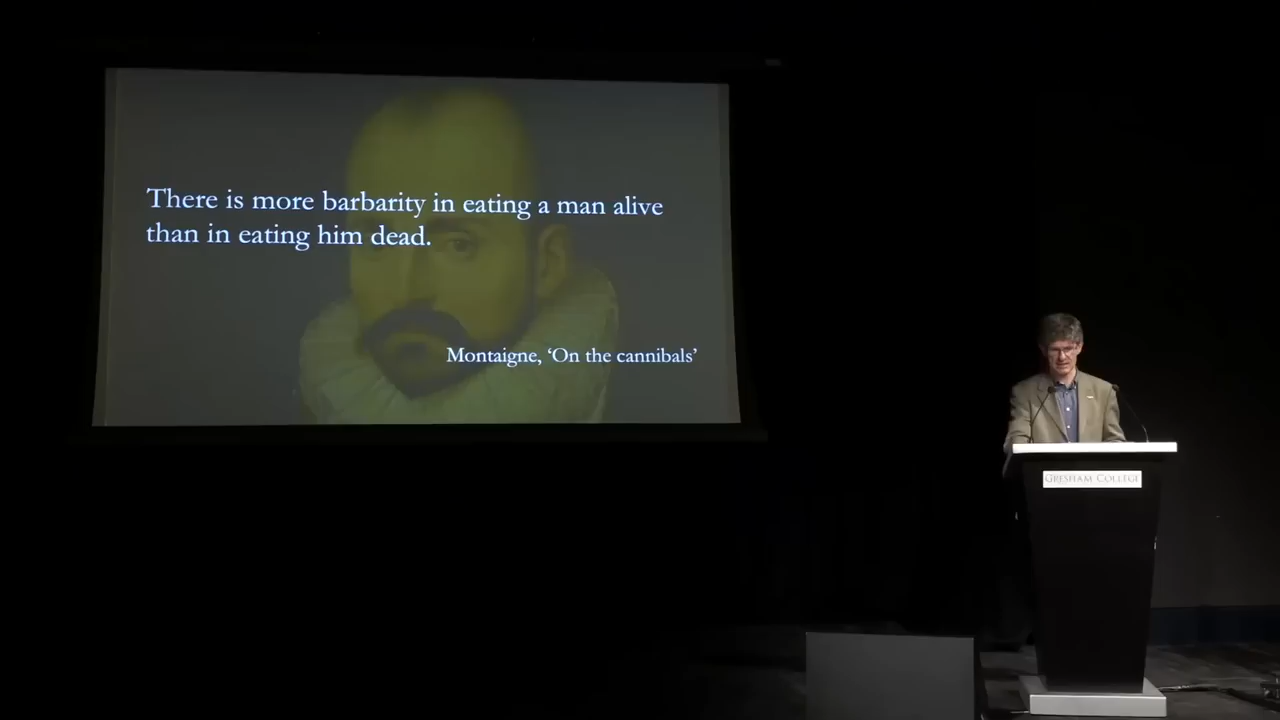 There is more barbarity in eating a man alive
than in eating him dead.
Montaigne, ‘On the cannibals’
GRESHAM COLLEGE